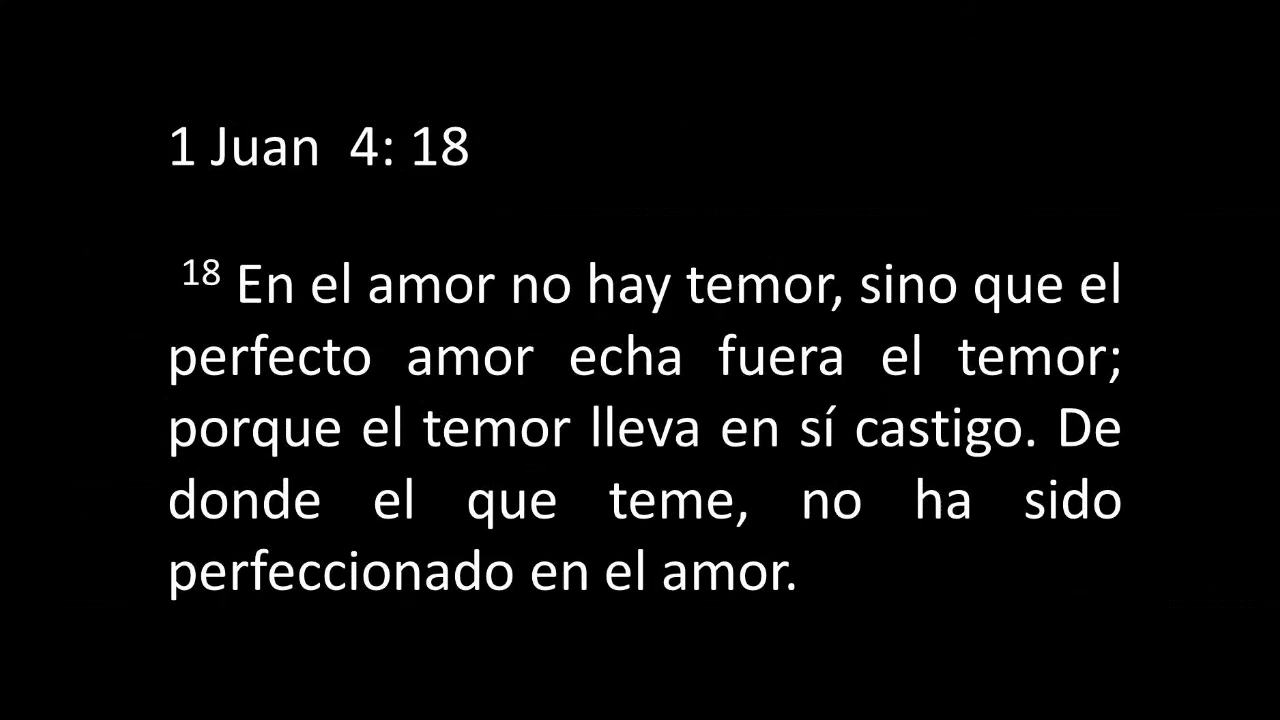 1 Juan 4: 18
18 En el amor no hay temor, sino que el
perfecto amor echa fuera el temor;
porque el temor lleva en sí castigo. De
donde el que teme, no ha sido
perfeccionado en el amor.